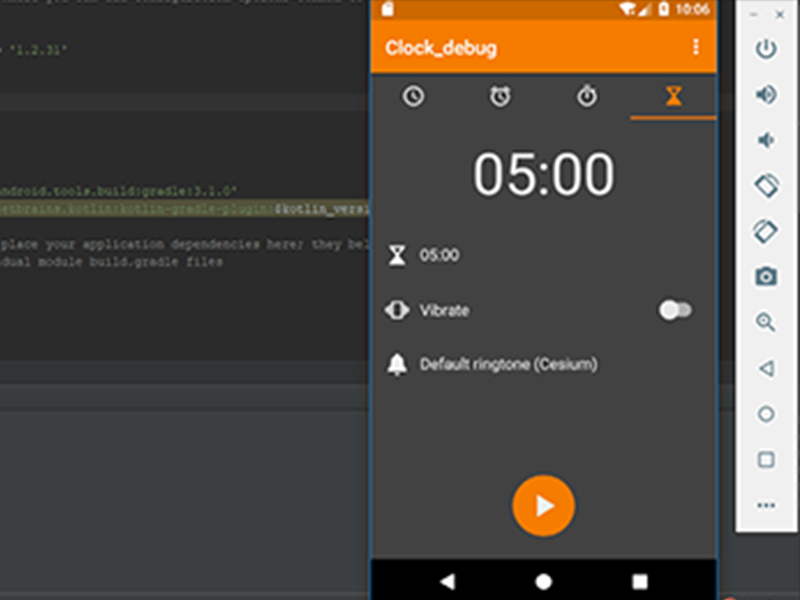 '1.2.31'
android.tools.build:gradle:3.1.0"
etbrains.kotlin:kotlin-gradle-plugin:$kotlin_versi
place your application dependencies here; they bel
dual module build.gradle files
10:06
Clock_debug
05:00
05:00
Vibrate
Default ringtone (Cesium)